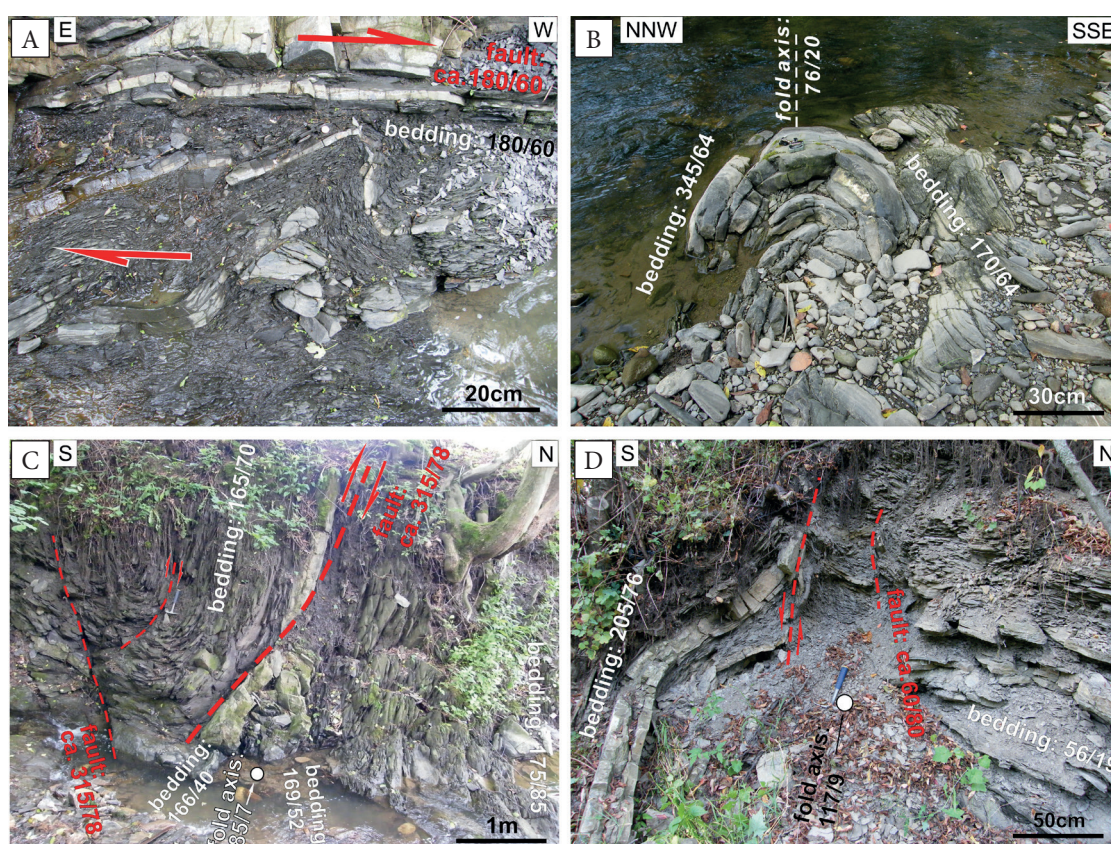 A
E
W
fault:
ca.180/60
bedding: 180/60
20cm
B
NNW
SSE
fold axis:
76/20
bedding: 345/64
bedding: 170/64
30cm
C
S
N
bedding: 165/70
fault:
ca. 315/78
fault:
ca. 315/78
bedding:
166/40
fold axis:
85/7
bedding
169/52
bedding: 175/85
1m
D
S
N
bedding: 205/76
fault: ca.60/80
fold axis:
117/9
bedding: 56/15
50cm